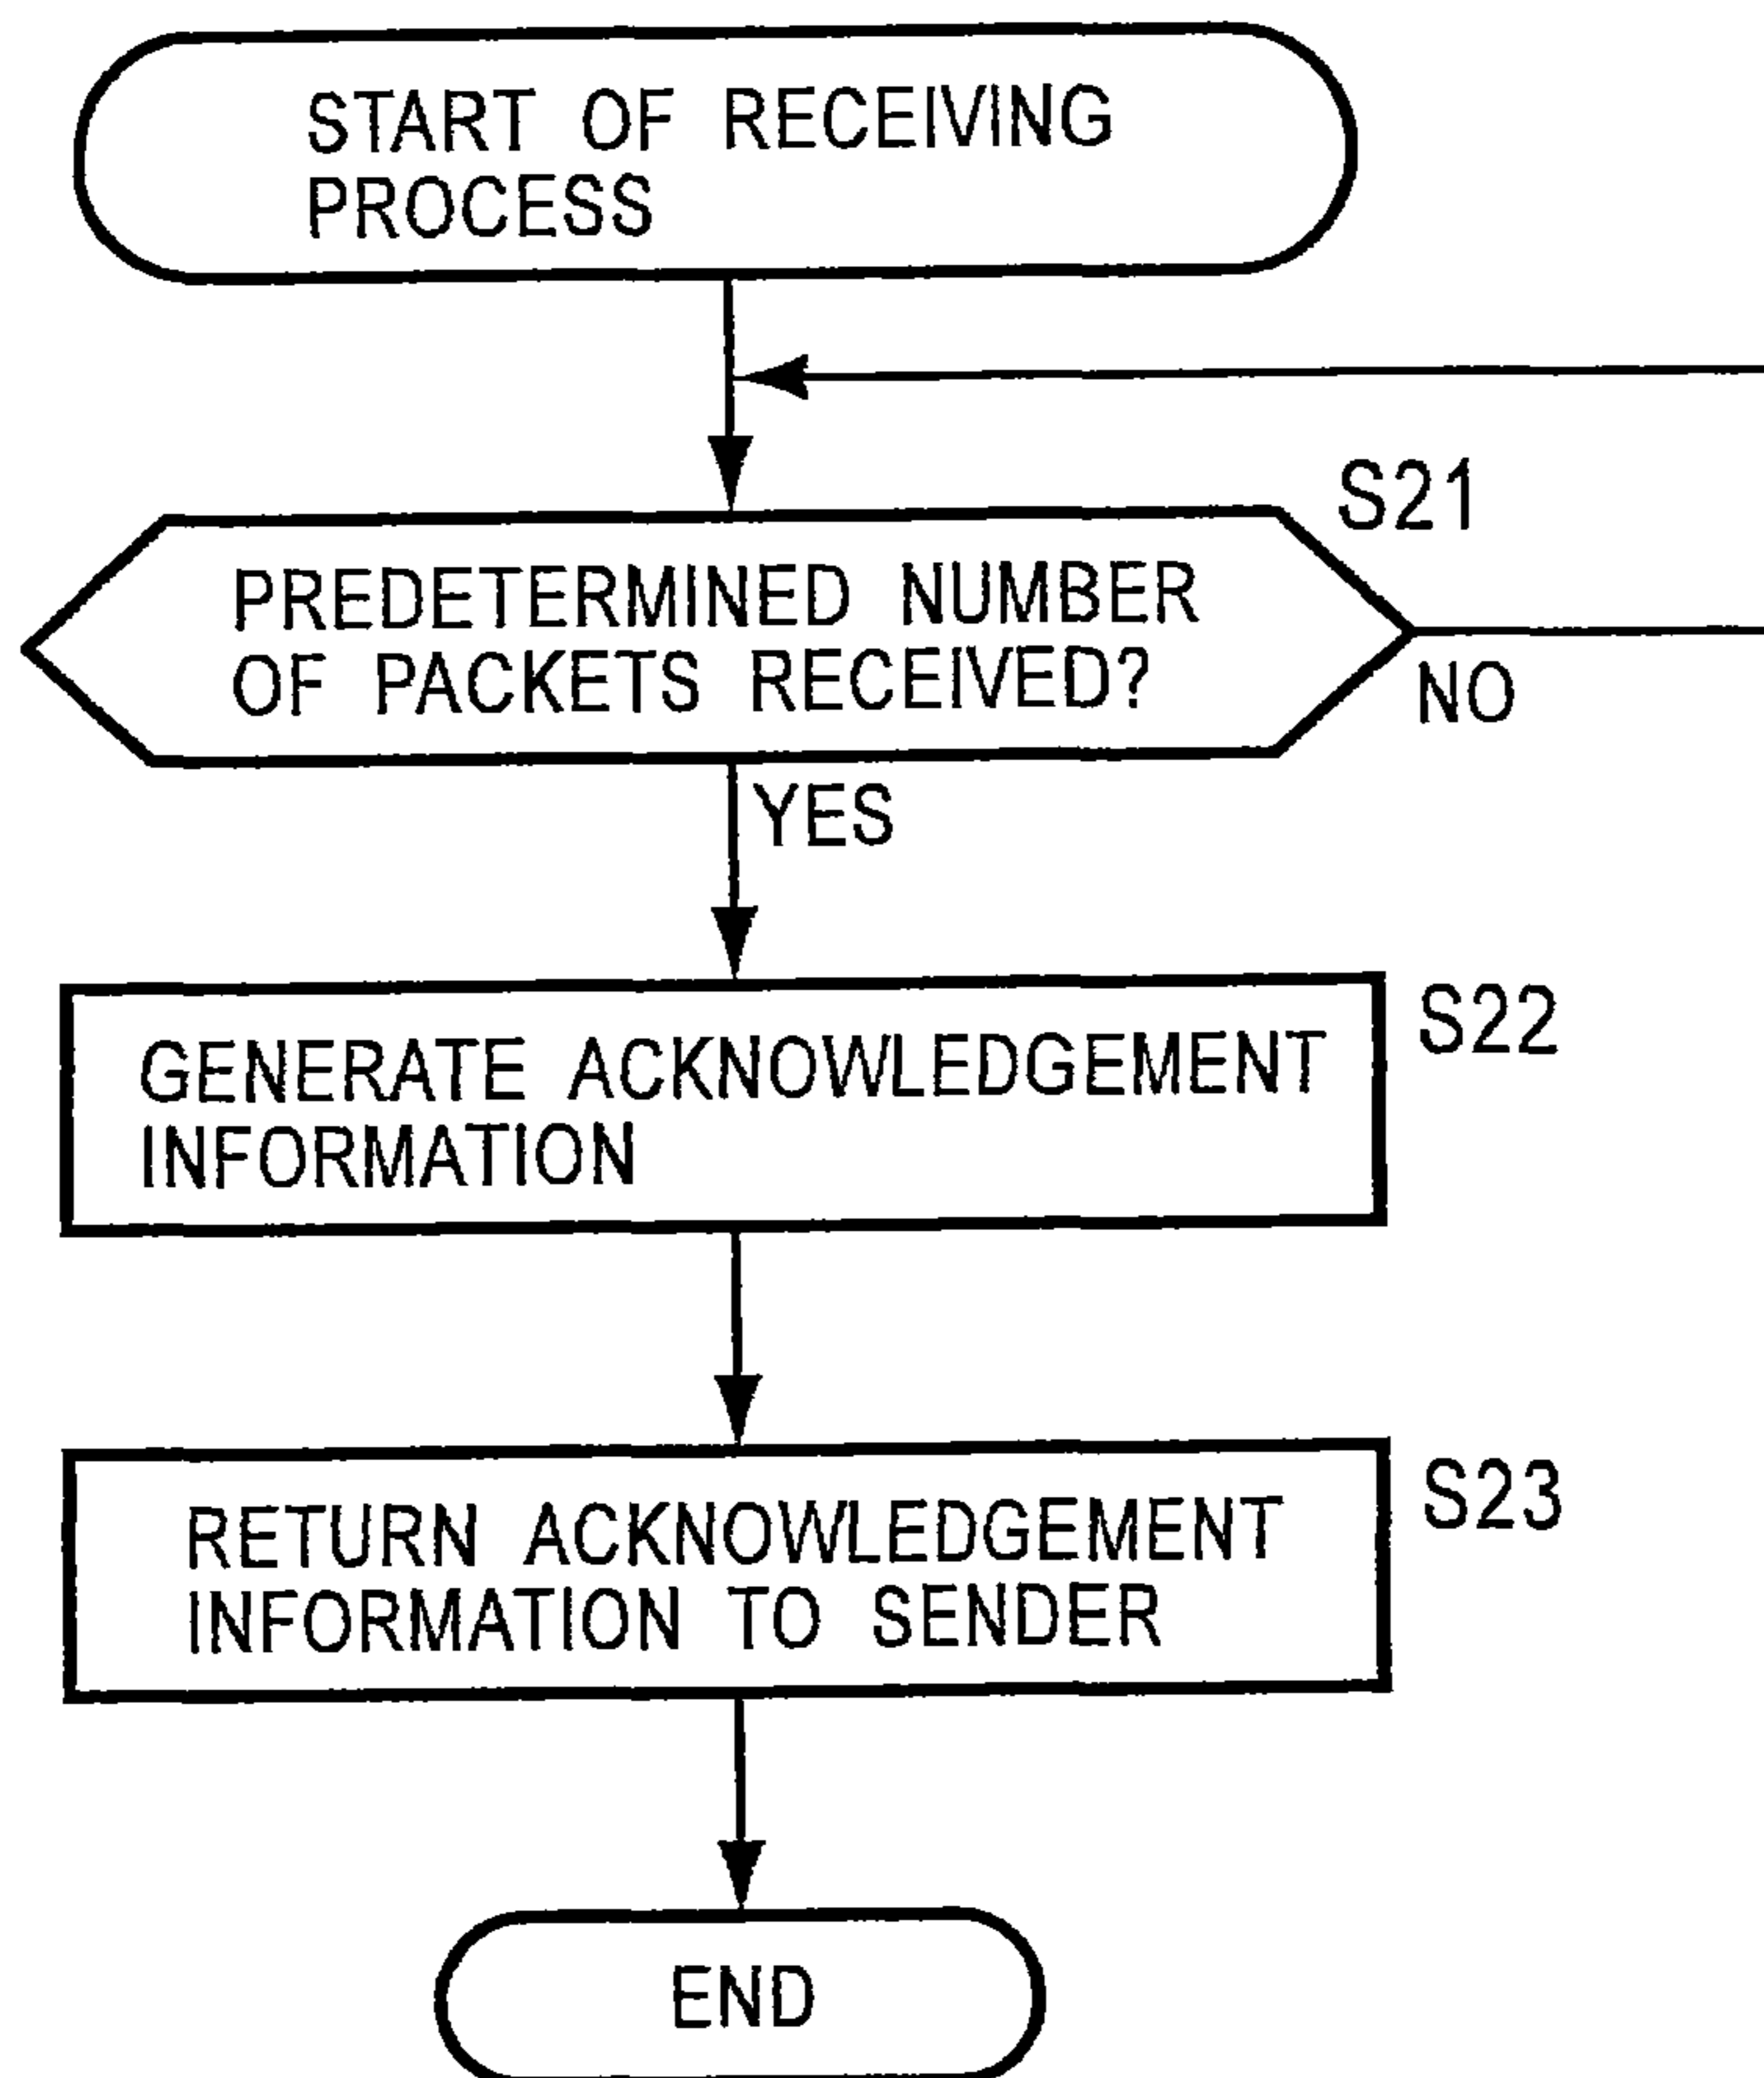 START OF RECEIVING
PROCESS
S21
PREDETERMINED NUMBER
OF PACKETS RECEIVED?
NO
YES
S22
GENERATE ACKNOWLEDGEMENT
INFORMATION
S23
RETURN ACKNOWLEDGEMENT
INFORMATION TO SENDER
END